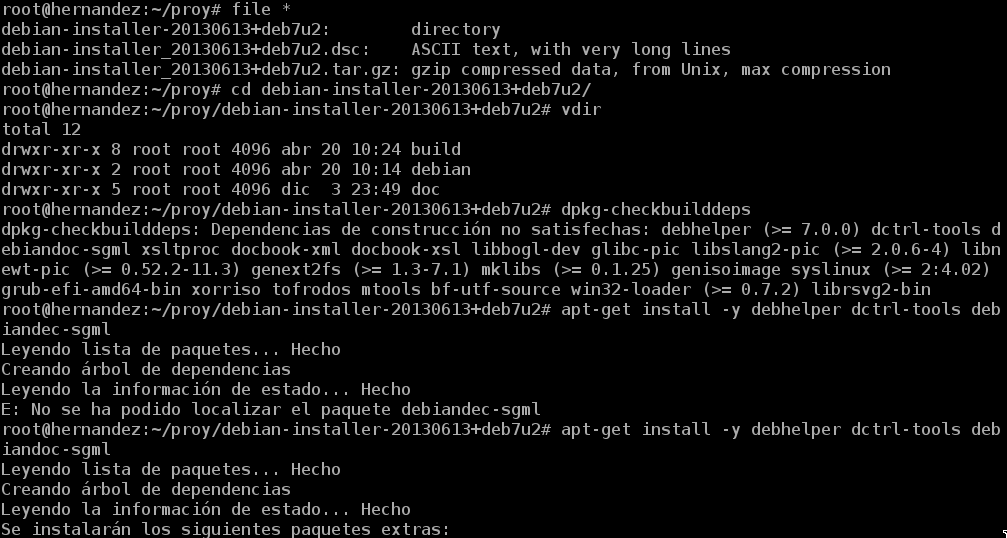 root@hernandez:~/proy# file *
debian-installer-20130613+deb7u2:        directory
debian-installer_20130613+deb7u2.dsc:    ASCII text, with very long lines
debian-installer_20130613+deb7u2.tar.gz: gzip compressed data, from Unix, max compression
root@hernandez:~/proy# cd debian-installer-20130613+deb7u2/
root@hernandez:~/proy/debian-installer-20130613+deb7u2# vdir
total 12
drwxr-xr-x 8 root root 4096 abr 20 10:24 build
drwxr-xr-x 2 root root 4096 abr 20 10:14 debian
drwxr-xr-x 5 root root 4096 dic  3 23:49 doc
root@hernandez:~/proy/debian-installer-20130613+deb7u2# dpkg-checkbuilddeps
dpkg-checkbuilddeps: Dependencias de construcción no satisfechas: debhelper (>= 7.0.0) dctrl-tools d
ebiandoc-sgml xsltproc docbook-xml docbook-xsl libbogl-dev glibc-pic libslang2-pic (>= 2.0.6-4) libn
ewt-pic (>= 0.52.2-11.3) genext2fs (>= 1.3-7.1) mklibs (>= 0.1.25) genisoimage syslinux (>= 2:4.02)
grub-efi-amd64-bin xorriso tofrodos mtools bf-utf-source win32-loader (>= 0.7.2) librsvg2-bin
root@hernandez:~/proy/debian-installer-20130613+deb7u2# apt-get install -y debhelper dctrl-tools deb
iandec-sgml
Leyendo lista de paquetes... Hecho
Creando árbol de dependencias
Leyendo la información de estado... Hecho
E: No se ha podido localizar el paquete debiandec-sgml
root@hernandez:~/proy/debian-installer-20130613+deb7u2# apt-get install -y debhelper dctrl-tools deb
iandoc-sgml
Leyendo lista de paquetes... Hecho
Creando árbol de dependencias
Leyendo la información de estado... Hecho
Se instalarán los siguientes paquetes extras: